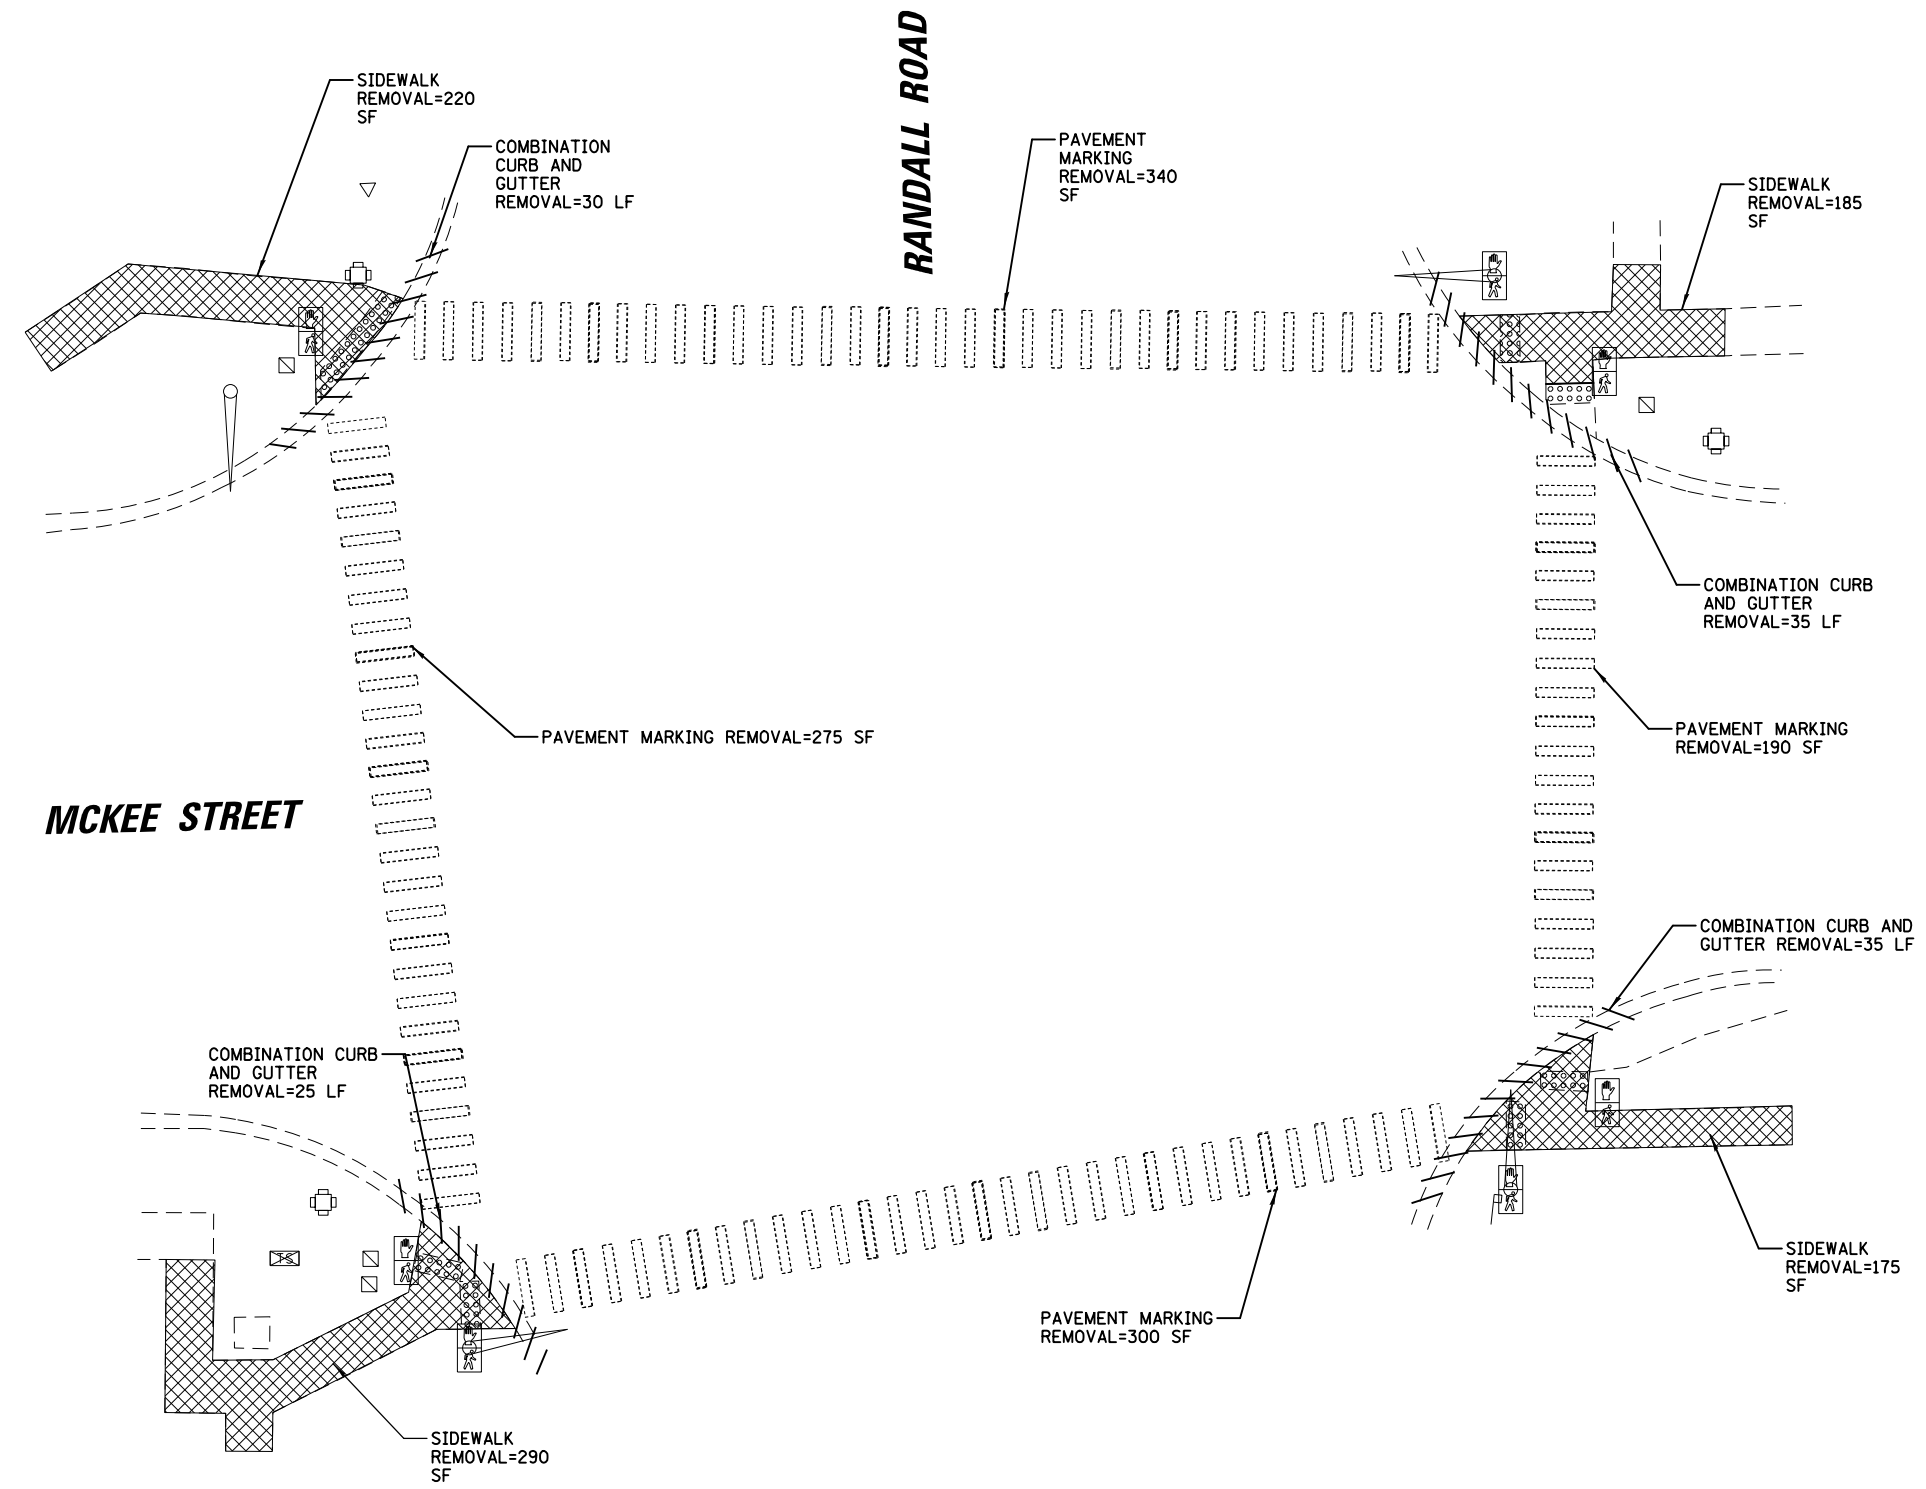 RANDALL ROAD
SIDEWALK
REMOVAL=220
SF
COMBINATION
CURB AND
GUTTER
REMOVAL=30 LF
PAVEMENT
MARKING
REMOVAL=340
SF
SIDEWALK
REMOVAL=185
SF
COMBINATION CURB
AND GUTTER
REMOVAL=35 LF
PAVEMENT MARKING REMOVAL=275 SF
PAVEMENT MARKING
REMOVAL=190 SF
MCKEE STREET
COMBINATION CURB AND
GUTTER REMOVAL=35 LF
COMBINATION CURB
AND GUTTER
REMOVAL=25 LF
TS
SIDEWALK
REMOVAL=175
SF
PAVEMENT MARKING
REMOVAL=300 SF
SIDEWALK
REMOVAL=290
SF